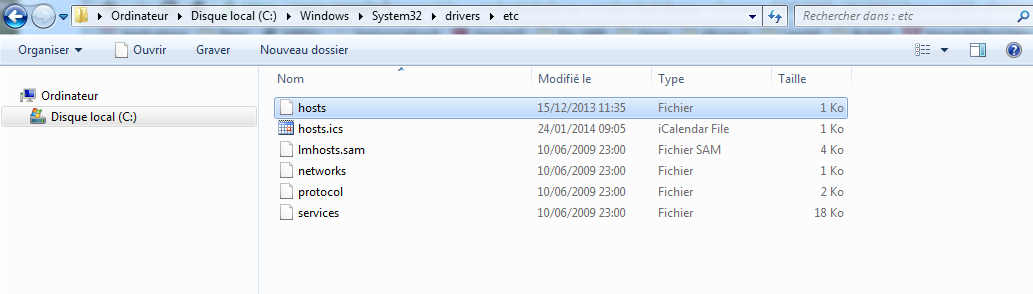 Ordinateur Disque local (C:) Windows System32 drivers etc Rechercher dans : etc
Organiser Ouvrir Graver Nouveau dossier
Nom Modifié le Type Taille
Ordinateur
Disque local (C:)
hosts 15/12/2013 11:35 Fichier 1 Ko
hosts.ics 24/01/2014 09:05 iCalendar File 1 Ko
lmhosts.sam 10/06/2009 23:00 Fichier SAM 4 Ko
networks 10/06/2009 23:00 Fichier 1 Ko
protocol 10/06/2009 23:00 Fichier 2 Ko
services 10/06/2009 23:00 Fichier 18 Ko